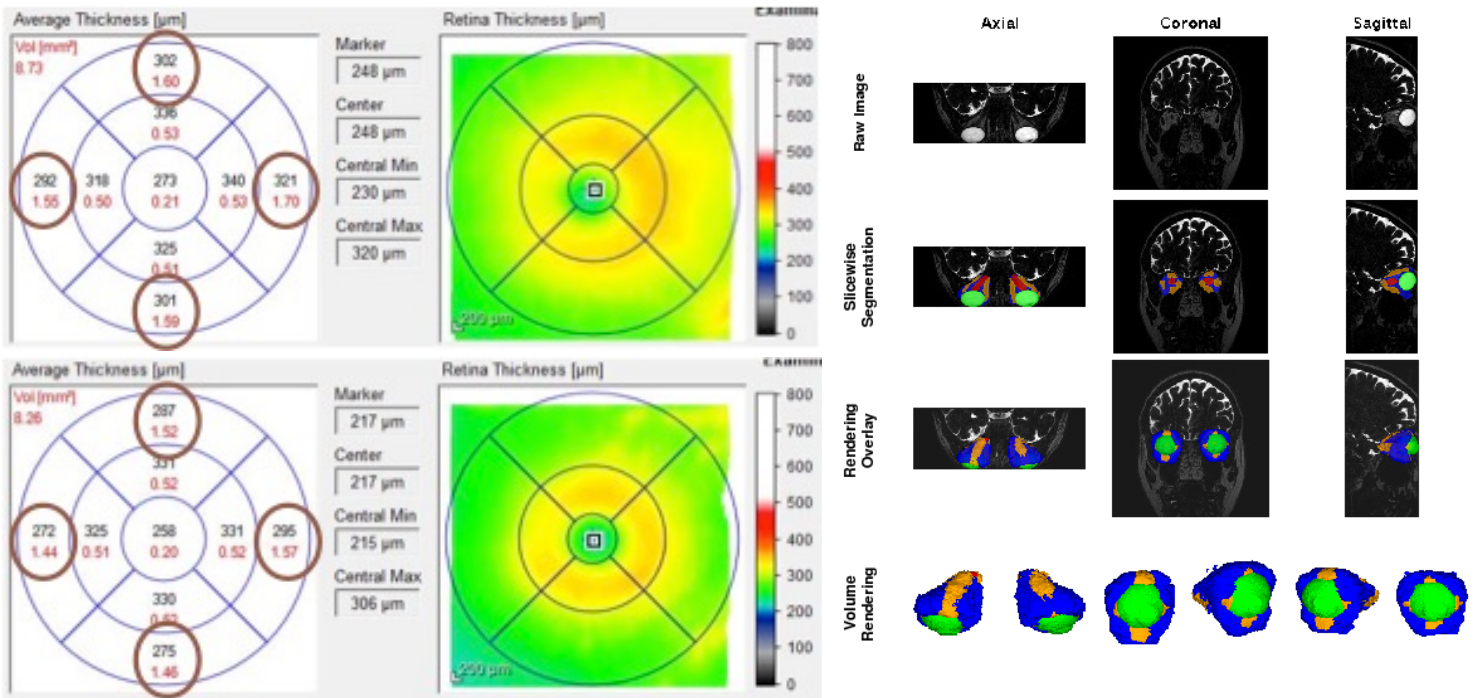 Average Thickness [µm]
Vol [mm³]
8.73
302
1.60
336
0.53
292
1.55
318
0.50
273
0.21
340
0.53
321
1.70
325
0.51
301
1.59
Marker
248 µm
Center
248 µm
Central Min
230 µm
Central Max
320 µm
Retina Thickness [µm]
200 µm
800
700
600
500
400
300
200
100
0
Average Thickness [µm]
Vol [mm³]
8.26
287
1.52
331
0.52
272
1.44
325
0.51
258
0.20
331
0.52
295
1.57
330
0.52
275
1.46
Marker
217 µm
Center
217 µm
Central Min
215 µm
Central Max
306 µm
Retina Thickness [µm]
200 µm
800
700
600
500
400
300
200
100
0
Axial
Coronal
Sagittal
Raw Image
Slicewise
Segmentation
Rendering
Overlay
Volume
Rendering